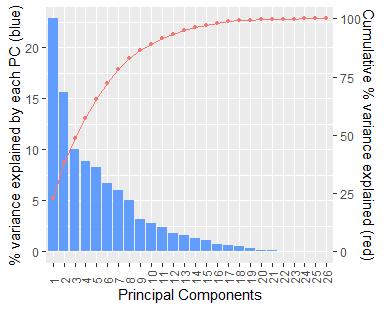 % variance explained by each PC (blue)
20
15
10
5
0
100
75
50
25
0
Cumulative % variance explained (red)
1 2 3 4 5 6 7 8 9 10 11 12 13 14 15 16 17 18 19 20 21 22 23 24 25 26
Principal Components